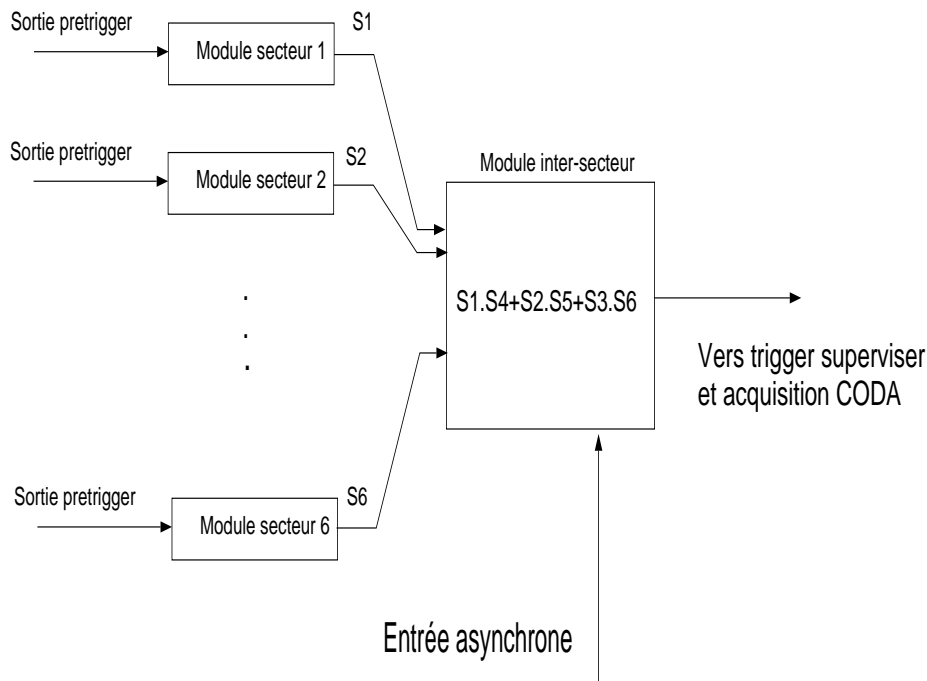 Sortie pretrigger
Module secteur 1
S1
Sortie pretrigger
Module secteur 2
S2
Module inter-secteur
S1.S4+S2.S5+S3.S6
.
.
.
Vers trigger superviser
et acquisition CODA
Sortie pretrigger
Module secteur 6
S6
Entrée asynchrone